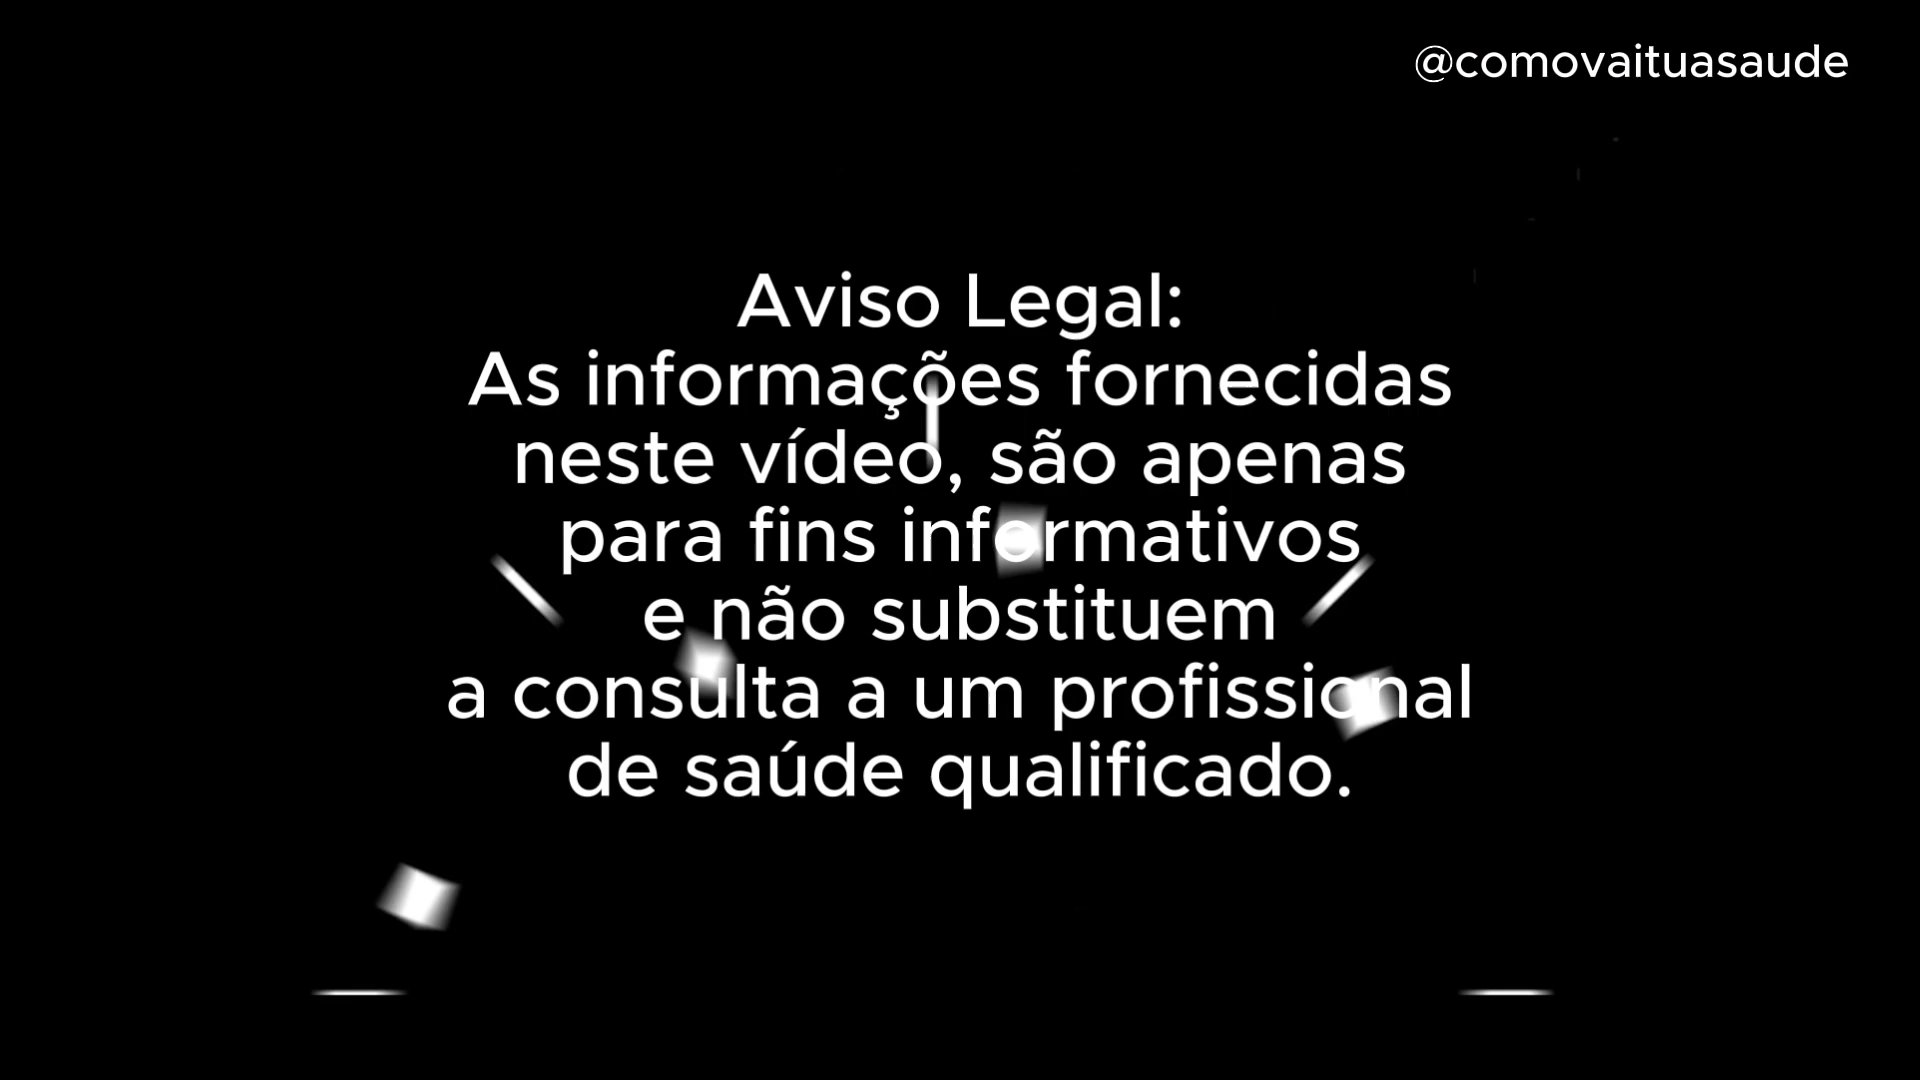 @comovaituasaude
Aviso Legal:
As informações fornecidas
neste vídeo, são apenas
para fins informativos
e não substituem
a consulta a um profissional
de saúde qualificado.